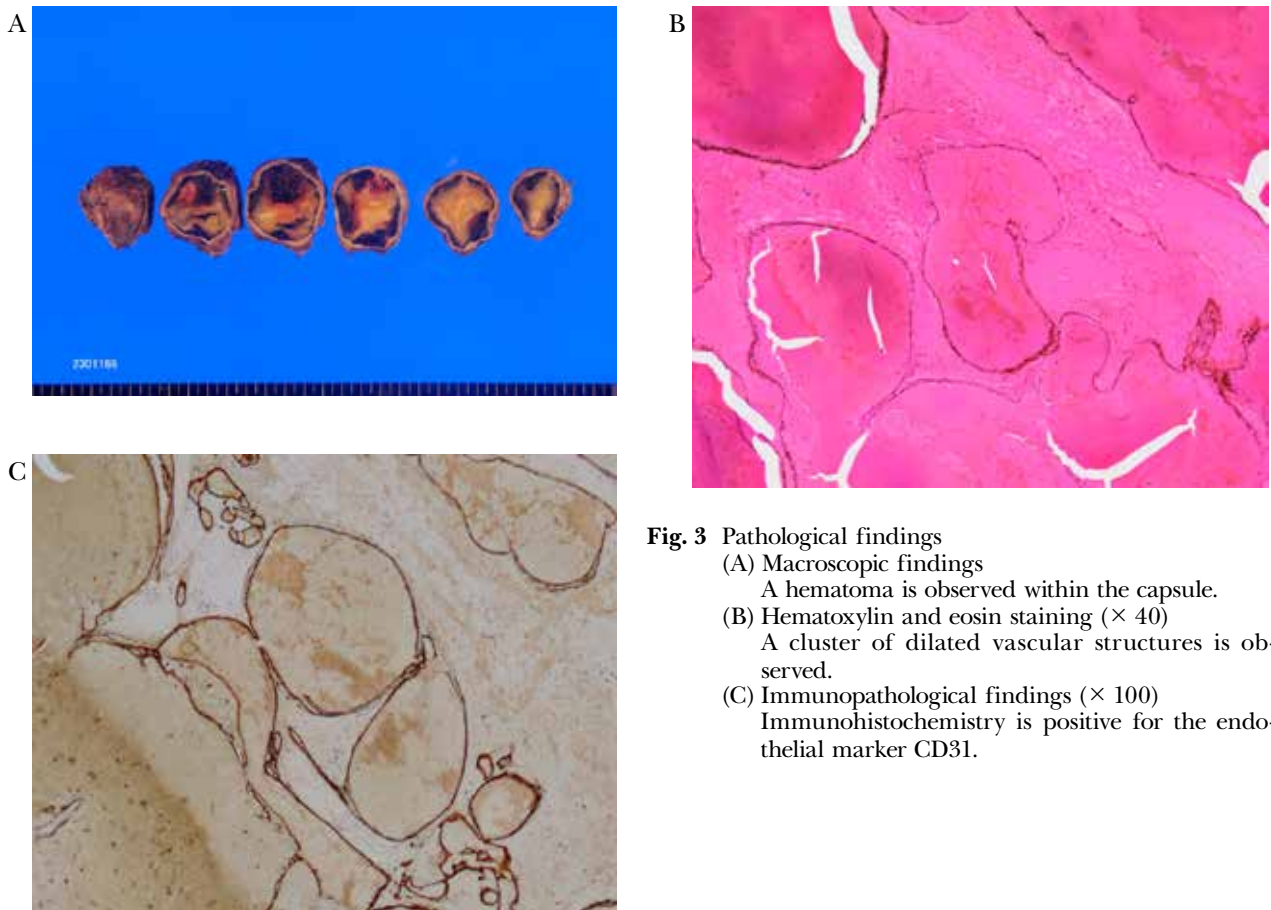 A
2301166
B
C
Fig. 3 Pathological findings
(A) Macroscopic findings
A hematoma is observed within the capsule.
(B) Hematoxylin and eosin staining (× 40)
A cluster of dilated vascular structures is ob-
served.
(C) Immunopathological findings (× 100)
Immunohistochemistry is positive for the endo-
thelial marker CD31.